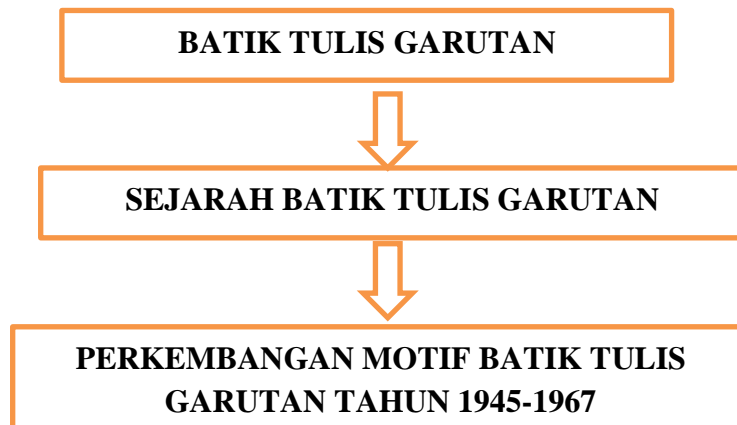 BATIK TULIS GARUTAN
SEJARAH BATIK TULIS GARUTAN
PERKEMBANGAN MOTIF BATIK TULIS
GARUTAN TAHUN 1945-1967